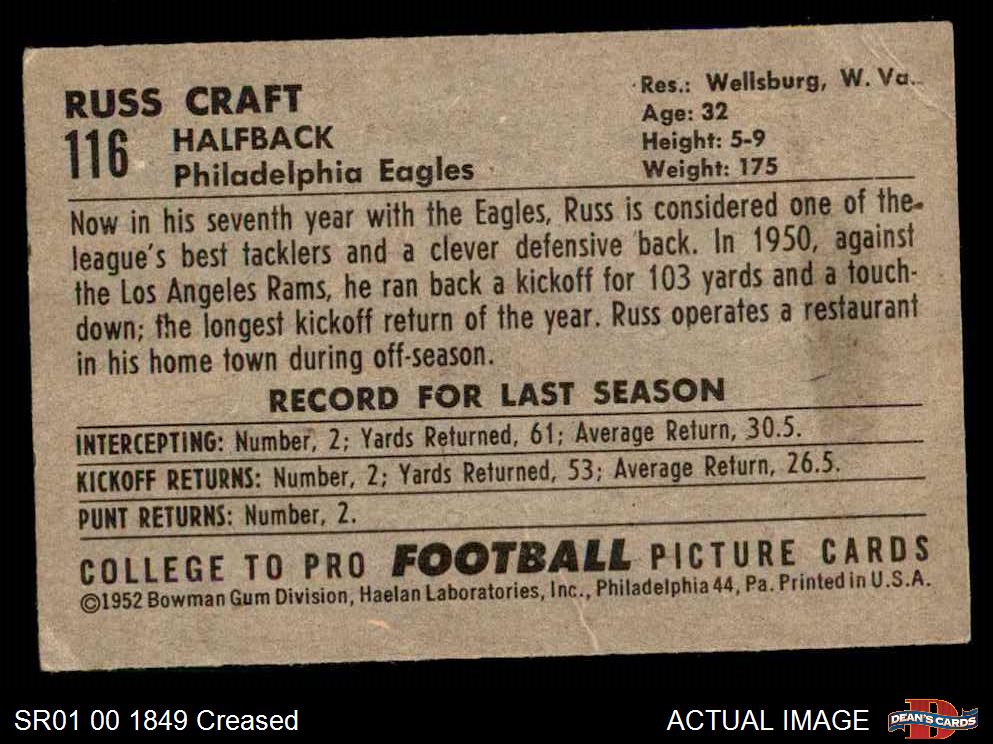 RUSS CRAFT
116 HALFBACK
Philadelphia Eagles
Res.: Wellsburg, W. Va.
Age: 32
Height: 5-9
Weight: 175
Now in his seventh year with the Eagles, Russ is considered one of the
league's best tacklers and a clever defensive back. In 1950, against
the Los Angeles Rams, he ran back a kickoff for 103 yards and a touch-
down; the longest kickoff return of the year. Russ operates a restaurant
in his home town during off-season.
RECORD FOR LAST SEASON
INTERCEPTING: Number, 2; Yards Returned, 61; Average Return, 30.5.
KICKOFF RETURNS: Number, 2; Yards Returned, 53; Average Return, 26.5.
PUNT RETURNS: Number, 2.
COLLEGE TO PRO FOOTBALL PICTURE CARDS
©1952 Bowman Gum Division, Haelan Laboratories, Inc., Philadelphia 44, Pa. Printed in U.S.A.
SR01 00 1849 Creased
ACTUAL IMAGE
DEAN'S CARDS